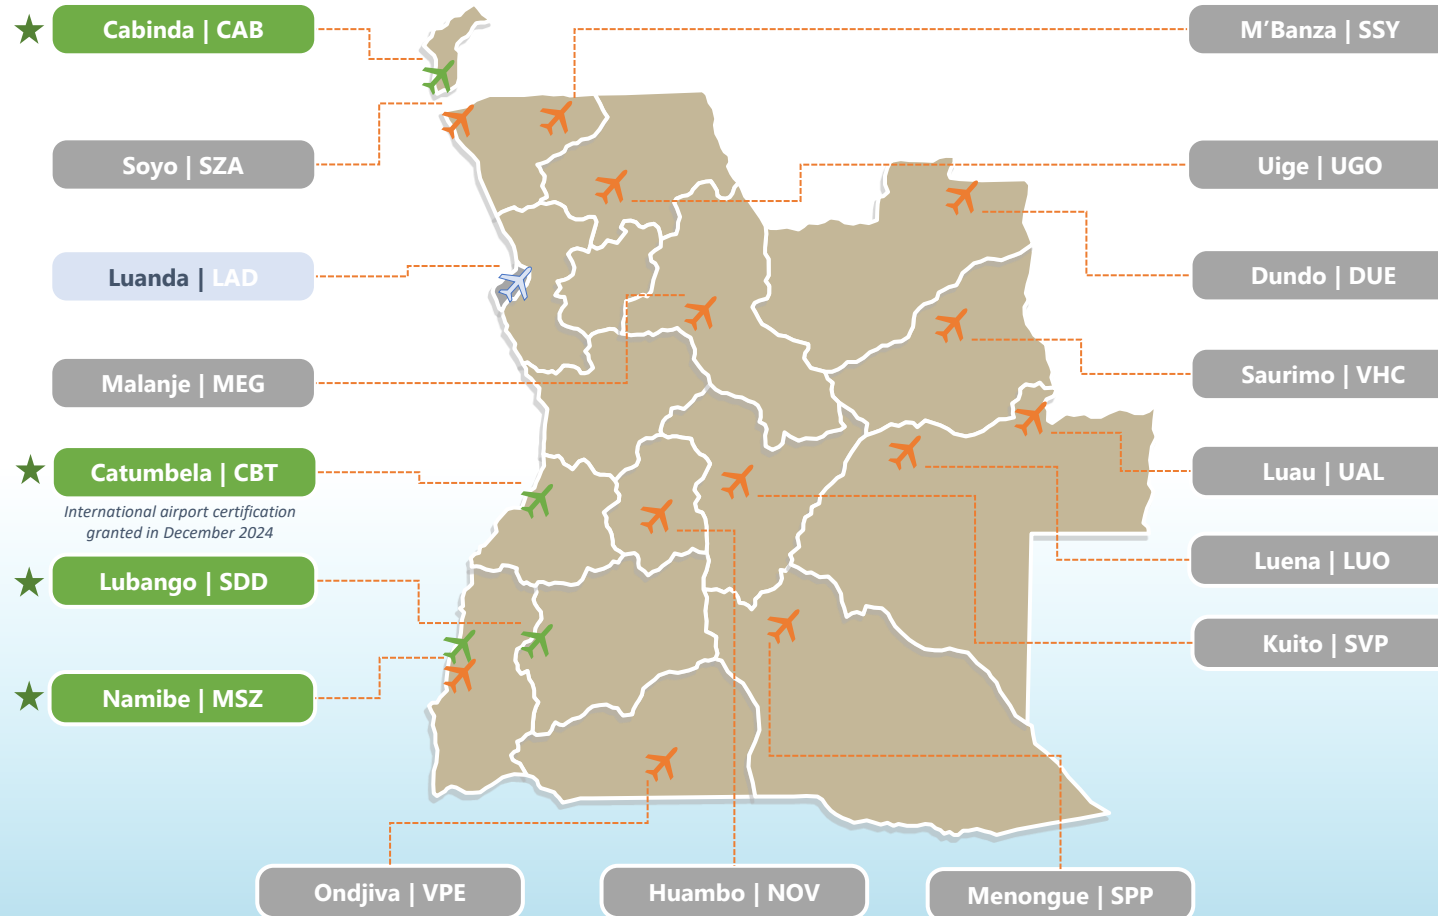 Cabinda | CAB
Soyo | SZA
Luanda | LAD
Malanje | MEG
Catumbela | CBT
International airport certification
granted in December 2024
Lubango | SDD
Namibe | MSZ
M’Banza | SSY
Uige | UGO
Dundo | DUE
Saurimo | VHC
Luau | UAL
Luena | LUO
Kuito | SVP
Ondjiva | VPE
Huambo | NOV
Menongue | SPP